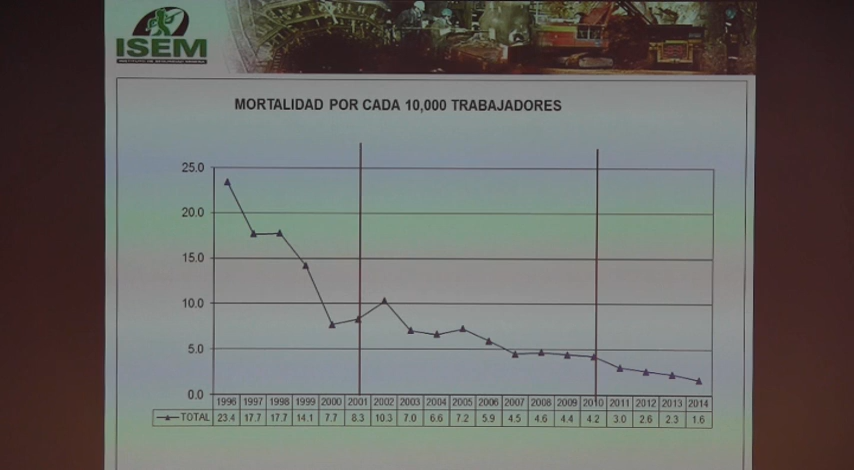 ISEM
INSTITUTO DE SEGURIDAD MINERA
MORTALIDAD POR CADA 10,000 TRABAJADORES
25.0
20.0
15.0
10.0
5.0
0.0
1996 1997 1998 1999 2000 2001 2002 2003 2004 2005 2006 2007 2008 2009 2010 2011 2012 2013 2014
TOTAL 23.4 17.7 17.7 14.1 7.7 8.3 10.3 7.0 6.6 7.2 5.9 4.5 4.6 4.4 4.2 3.0 2.6 2.3 1.6